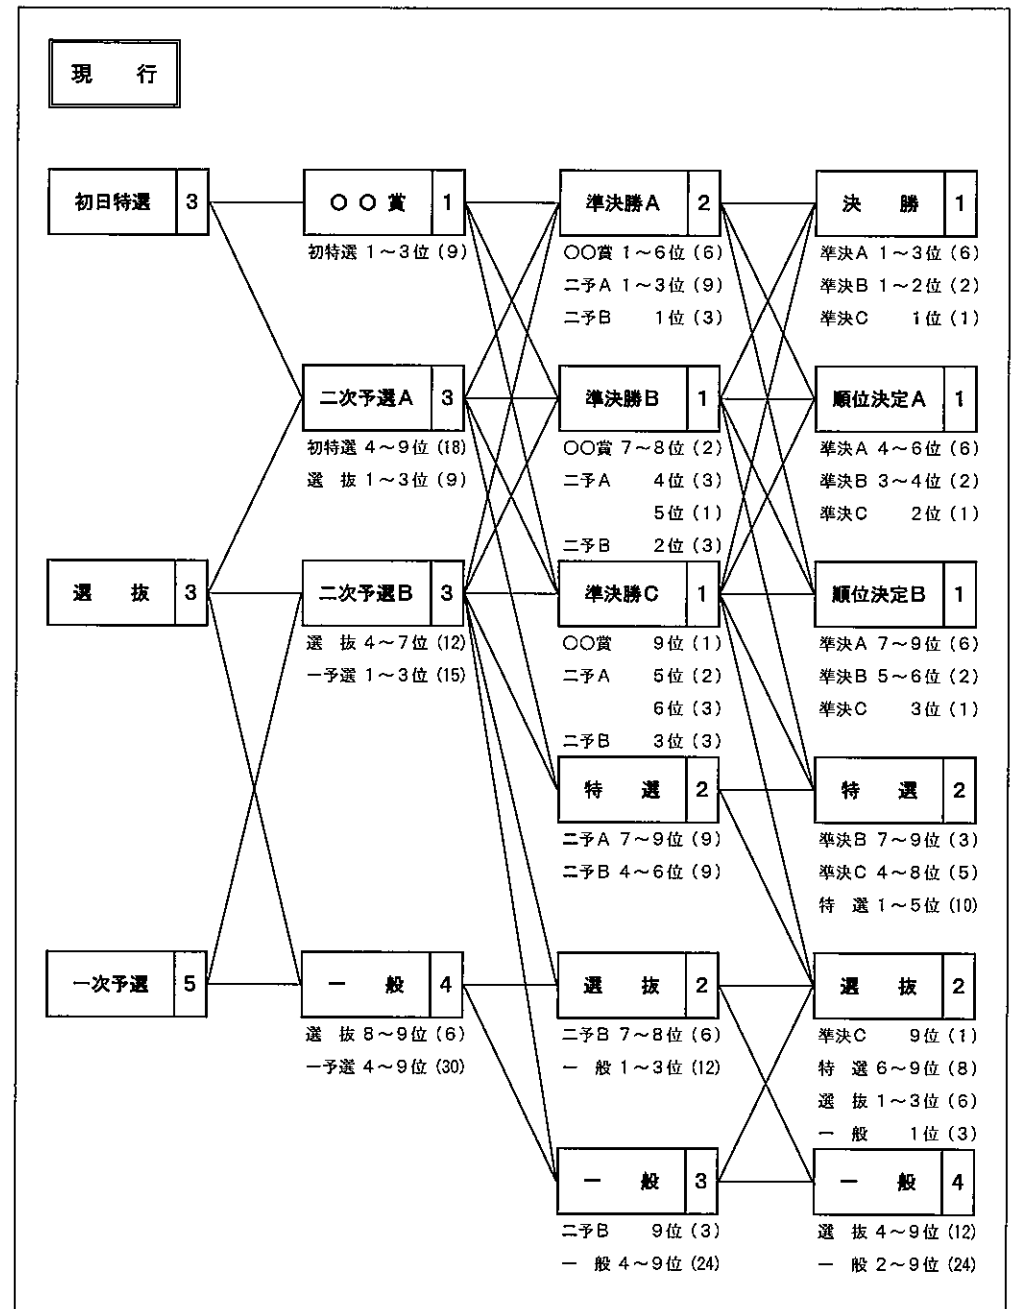 現 行
初日特選 3
〇〇賞 1
初特選 1～3位 (9)
準決勝A 2
〇〇賞 1～6位 (6)
二予A 1～3位 (9)
二予B 1位 (3)
決 勝 1
準決A 1～3位 (6)
準決B 1～2位 (2)
準決C 1位 (1)
二次予選A 3
初特選 4～9位 (18)
選 抜 1～3位 (9)
準決勝B 1
〇〇賞 7～8位 (2)
二予A 4位 (3)
5位 (1)
二予B 2位 (3)
順位決定A 1
準決A 4～6位 (6)
準決B 3～4位 (2)
準決C 2位 (1)
選 抜 3
二次予選B 3
選 抜 4～7位 (12)
一予選 1～3位 (15)
準決勝C 1
〇〇賞 9位 (1)
二予A 5位 (2)
6位 (3)
二予B 3位 (3)
順位決定B 1
準決A 7～9位 (6)
準決B 5～6位 (2)
準決C 3位 (1)
特 選 2
二予A 7～9位 (9)
二予B 4～6位 (9)
特 選 2
準決B 7～9位 (3)
準決C 4～8位 (5)
特 選 1～5位 (10)
一次予選 5
一 般 4
選 抜 8～9位 (6)
一予選 4～9位 (30)
選 抜 2
二予B 7～8位 (6)
一 般 1～3位 (12)
選 抜 2
準決C 9位 (1)
特 選 6～9位 (8)
選 抜 1～3位 (6)
一 般 1位 (3)
一 般 3
二予B 9位 (3)
一 般 4～9位 (24)
一 般 4
選 抜 4～9位 (12)
一 般 2～9位 (24)